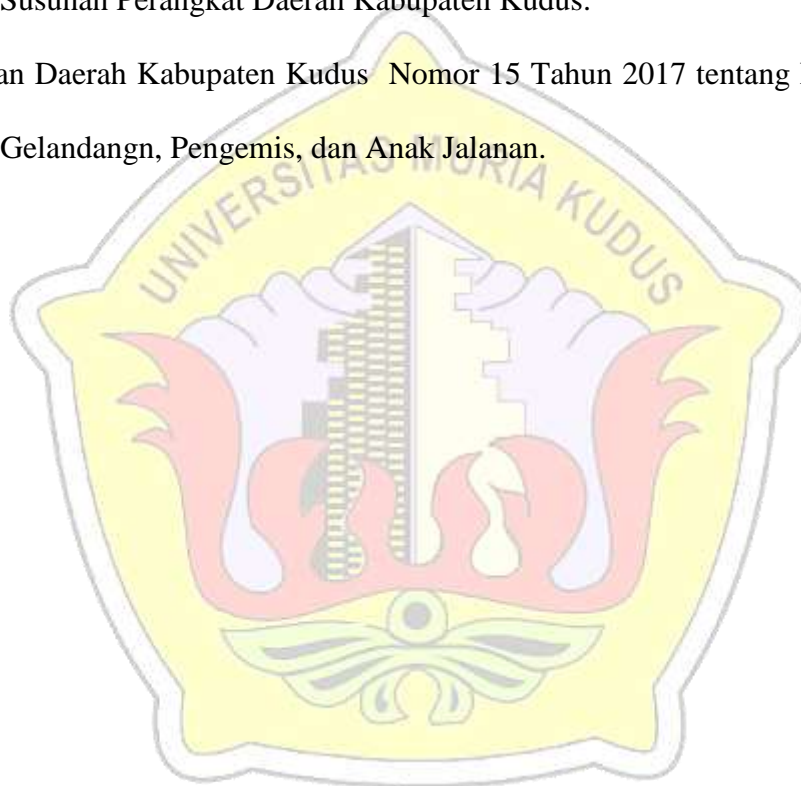 Susunan Perangkat Daerah Kabupaten Kudus.
an Daerah Kabupaten Kudus Nomor 15 Tahun 2017 tentang
Gelandangn, Pengemis, dan Anak Jalanan.
UNIVERSITAS MURIA KUDUS